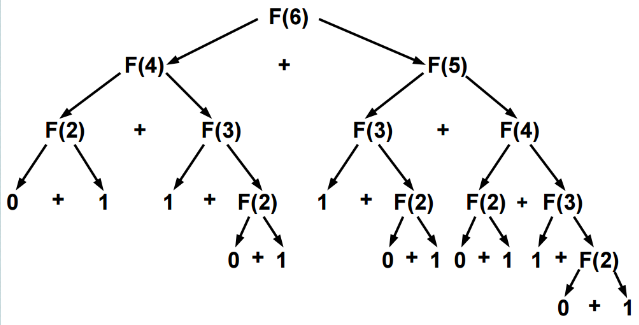 F(6)
F(4) + F(5)
F(2) + F(3) F(3) + F(4)
0 + 1 1 + F(2) 1 + F(2) F(2) + F(3)
0 + 1 0 + 1 0 + 1 1 + F(2)
0 + 1